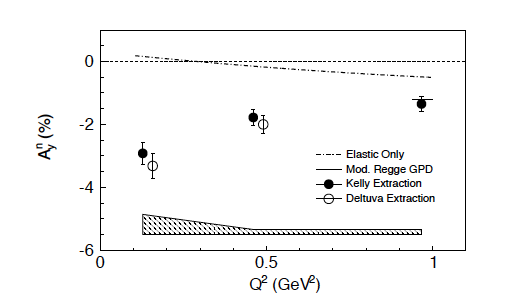 0
-2
-4
-6
A_y^n (%)
Elastic Only
Mod. Regge GPD
Kelly Extraction
Deltuva Extraction
0 0.5 1
Q² (GeV²)